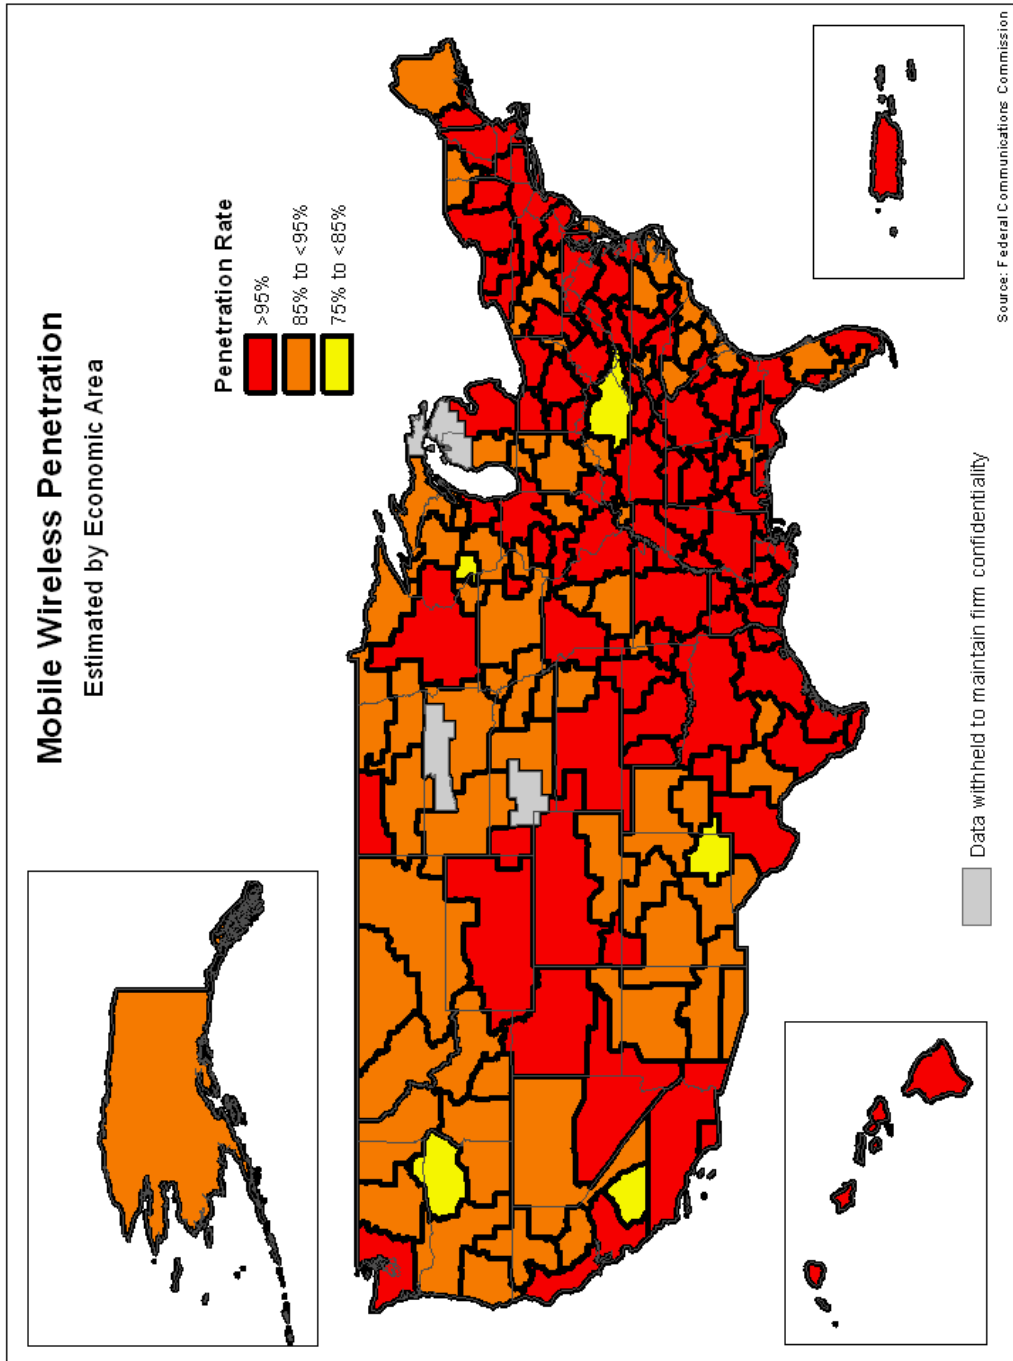 Mobile Wireless Penetration
Estimated by Economic Area
Penetration Rate
>95%
85% to <95%
75% to <85%
Data withheld to maintain firm confidentiality
Source: Federal Communications Commission